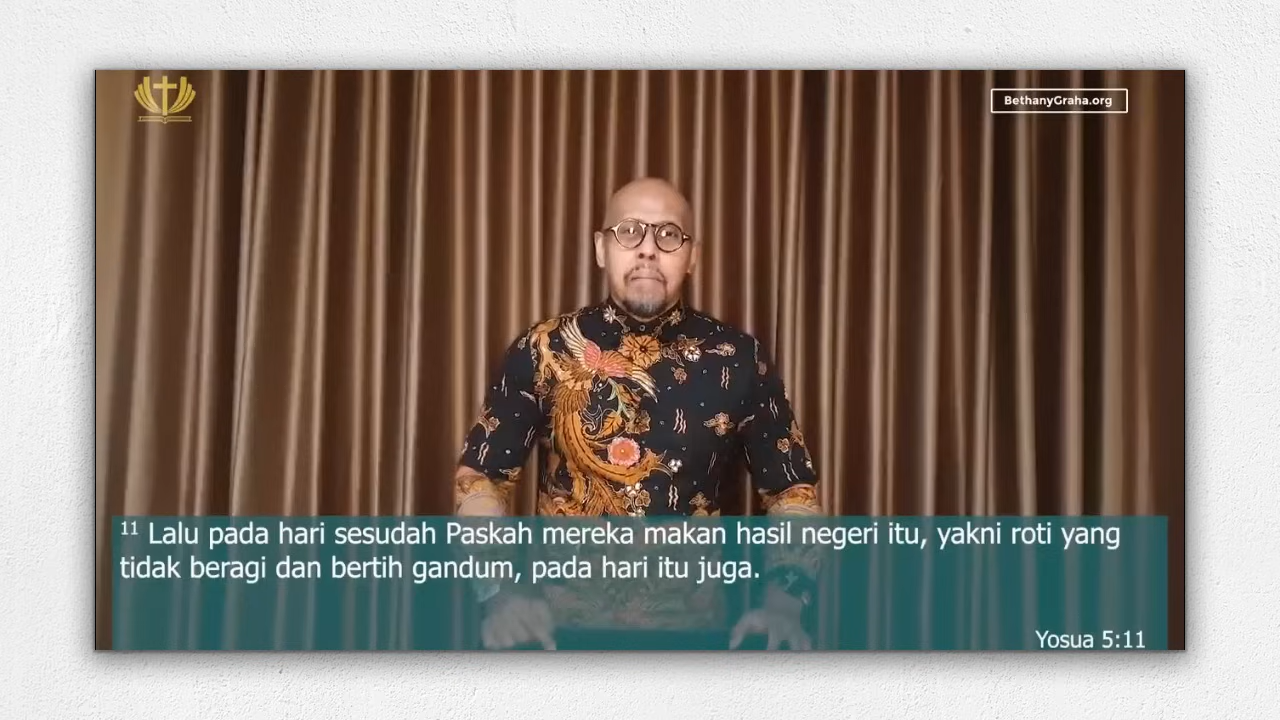 BethanyGraha.org
¹¹ Lalu pada hari sesudah Paskah mereka makan hasil negeri itu, yakni roti yang
tidak beragi dan bertih gandum, pada hari itu juga.
Yosua 5:11